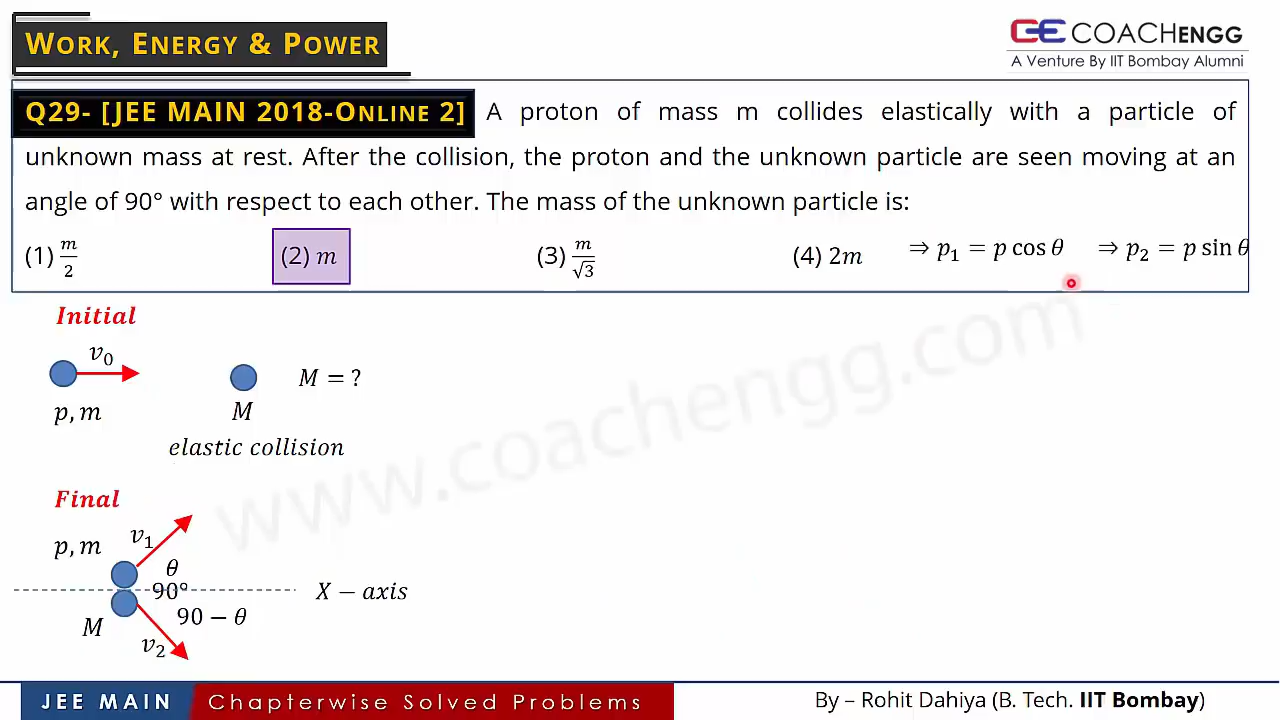 WORK, ENERGY & POWER
CE COACHENGG
A Venture By IIT Bombay Alumni
Q29- [JEE MAIN 2018-ONLINE 2] A proton of mass m collides elastically with a particle of
unknown mass at rest. After the collision, the proton and the unknown particle are seen moving at an
angle of 90° with respect to each other. The mass of the unknown particle is:
(1) m/2 (2) m (3) m/√3 (4) 2m ⇒ p₁ = p cos θ ⇒ p₂ = p sin θ
Initial
v₀
M = ?
p, m M
elastic collision
Final
v₁
p, m
θ
90°
X − axis
90 − θ
M
v₂
www.coachengg.com
JEE MAIN Chapterwise Solved Problems By – Rohit Dahiya (B. Tech. IIT Bombay)